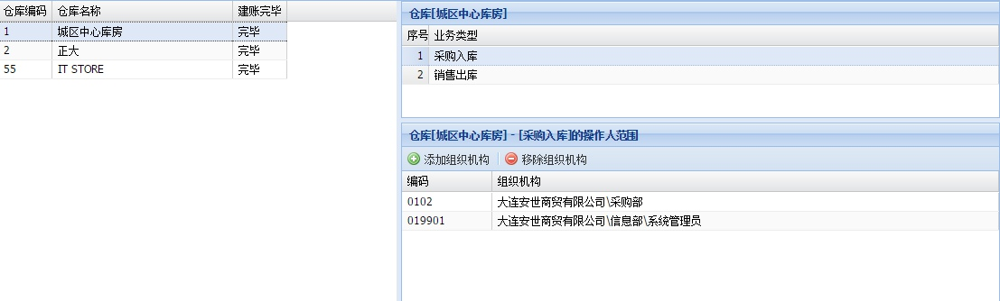 仓库编码 仓库名称 建账完毕
1 城区中心库房 完毕
2 正大 完毕
55 IT STORE 完毕
仓库[城区中心库房]
序号 业务类型
1 采购入库
2 销售出库
仓库[城区中心库房] - [采购入库]的操作人范围
添加组织机构 移除组织机构
编码 组织机构
0102 大连安世商贸有限公司\采购部
019901 大连安世商贸有限公司\信息部\系统管理员